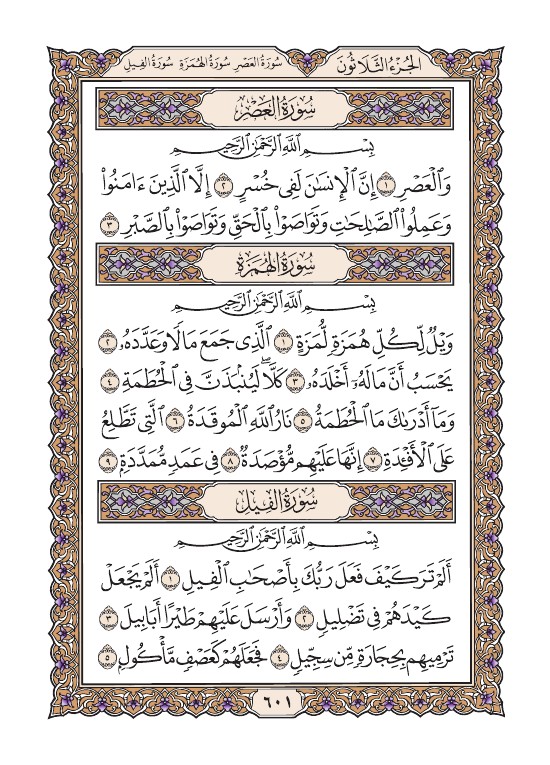 الجُزْءُ الثَّلَاثُونَ سُورَةُ العَصْرِ سُورَةُ الهُمَزَةِ سُورَةُ الفِيلِ
سُورَةُ العَصْرِ
بِسْمِ ٱللَّهِ ٱلرَّحْمَٰنِ ٱلرَّحِيمِ
وَٱلْعَصْرِ ١ إِنَّ ٱلْإِنسَٰنَ لَفِى خُسْرٍ ٢ إِلَّا ٱلَّذِينَ ءَامَنُوا۟
وَعَمِلُوا۟ ٱلصَّٰلِحَٰتِ وَتَوَاصَوْا۟ بِٱلْحَقِّ وَتَوَاصَوْا۟ بِٱلصَّبْرِ ٣
سُورَةُ الهُمَزَةِ
بِسْمِ ٱللَّهِ ٱلرَّحْمَٰنِ ٱلرَّحِيمِ
وَيْلٌ لِّكُلِّ هُمَزَةٍ لُّمَزَةٍ ١ ٱلَّذِى جَمَعَ مَالًا وَعَدَّدَهُۥ ٢
يَحْسَبُ أَنَّ مَالَهُۥٓ أَخْلَدَهُۥ ٣ كَلَّا ۖ لَيُنۢبَذَنَّ فِى ٱلْحُطَمَةِ ٤
وَمَآ أَدْرَىٰكَ مَا ٱلْحُطَمَةُ ٥ نَارُ ٱللَّهِ ٱلْمُوقَدَةُ ٦ ٱلَّتِى تَطَّلِعُ
عَلَى ٱلْأَفْـِٔدَةِ ٧ إِنَّهَا عَلَيْهِم مُّؤْصَدَةٌ ٨ فِى عَمَدٍ مُّمَدَّدَةٍۭ ٩
سُورَةُ الفِيلِ
بِسْمِ ٱللَّهِ ٱلرَّحْمَٰنِ ٱلرَّحِيمِ
أَلَمْ تَرَ كَيْفَ فَعَلَ رَبُّكَ بِأَصْحَٰبِ ٱلْفِيلِ ١ أَلَمْ يَجْعَلْ
كَيْدَهُمْ فِى تَضْلِيلٍ ٢ وَأَرْسَلَ عَلَيْهِمْ طَيْرًا أَبَابِيلَ ٣
تَرْمِيهِم بِحِجَارَةٍ مِّن سِجِّيلٍ ٤ فَجَعَلَهُمْ كَعَصْفٍ مَّأْكُولٍۭ ٥
٦٠١